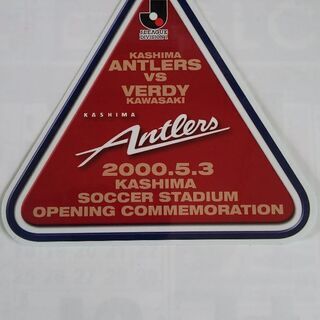 J.LEAGUE
DIVISION 1
KASHIMA
ANTLERS
VS
VERDY
KAWASAKI
KASHIMA
Antlers
2000.5.3
KASHIMA
SOCCER STADIUM
OPENING COMMEMORATION